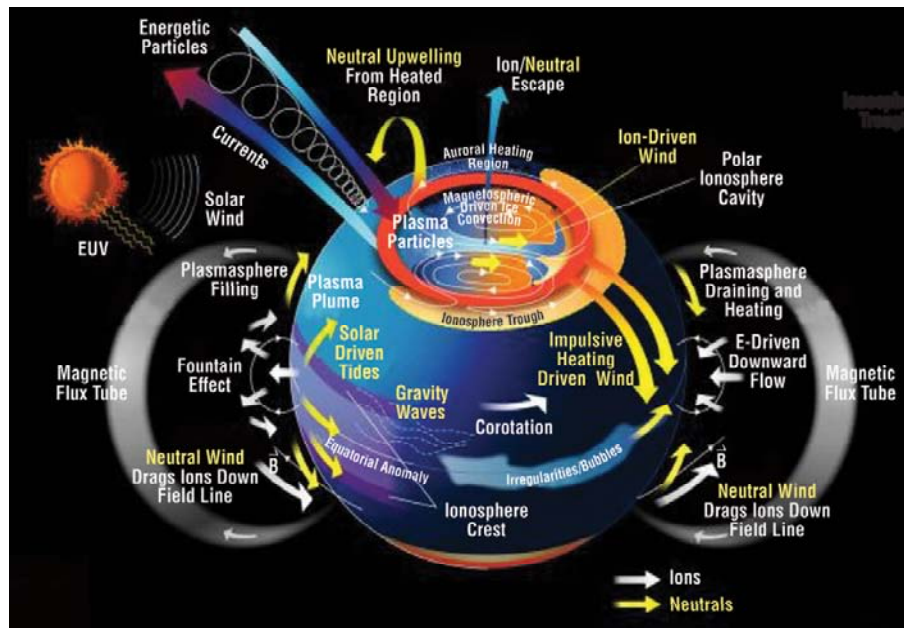 Energetic
Particles
Neutral Upwelling
From Heated
Region
Ion/Neutral
Escape
Currents
Auroral Heating
Region
Ion-Driven
Wind
Polar
Ionosphere
Cavity
Ionosph
Trough
Solar
Wind
EUV
Magnetospheric
Driven Ice
Convection
Plasma
Particles
Plasmasphere
Filling
Plasma
Plume
Ionosphere Trough
Plasmasphere
Draining and
Heating
Solar
Driven
Tides
Impulsive
Heating
Driven Wind
E-Driven
Downward
Flow
Magnetic
Flux Tube
Fountain
Effect
Gravity
Waves
Corotation
Magnetic
Flux Tube
Equatorial Anomaly
Irregularities/Bubbles
B
B
Neutral Wind
Drags Ions Down
Field Line
Ionosphere
Crest
Neutral Wind
Drags Ions Down
Field Line
Ions
Neutrals